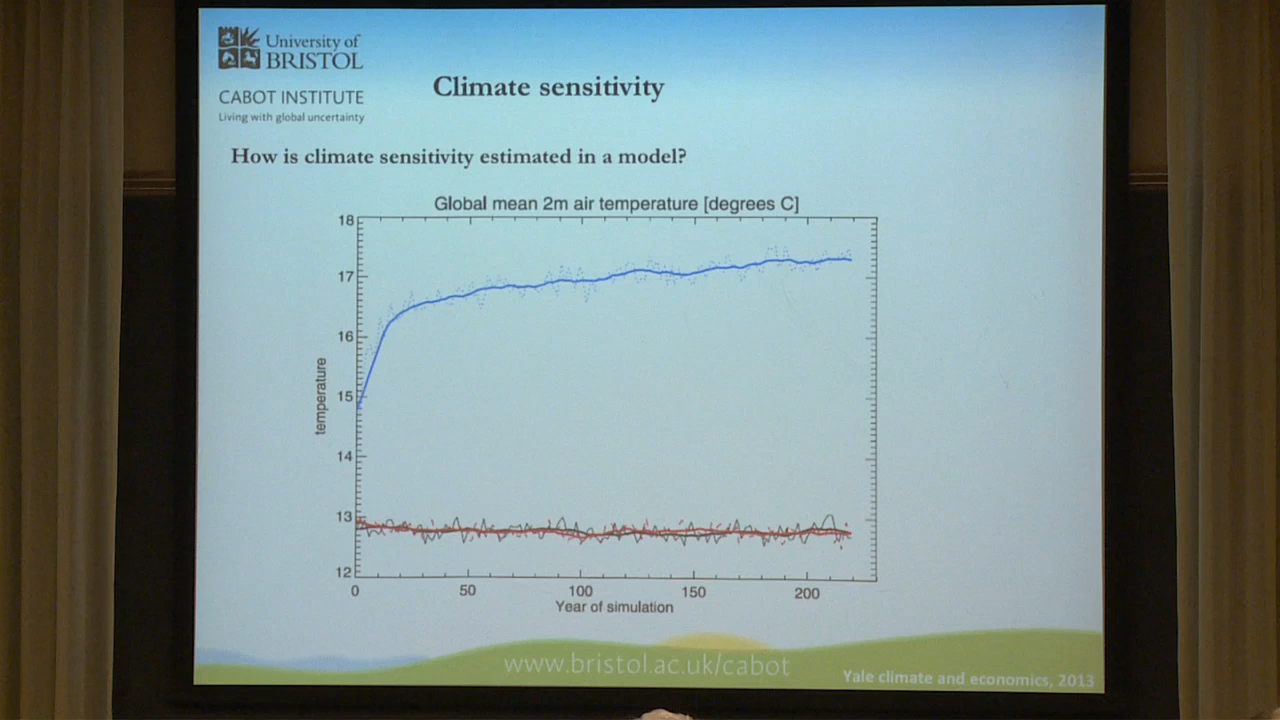 University of
BRISTOL
CABOT INSTITUTE
Living with global uncertainty
Climate sensitivity
How is climate sensitivity estimated in a model?
Global mean 2m air temperature [degrees C]
18
17
16
15
14
13
12
temperature
0 50 100 150 200
Year of simulation
www.bristol.ac.uk/cabot
Yale climate and economics, 2013